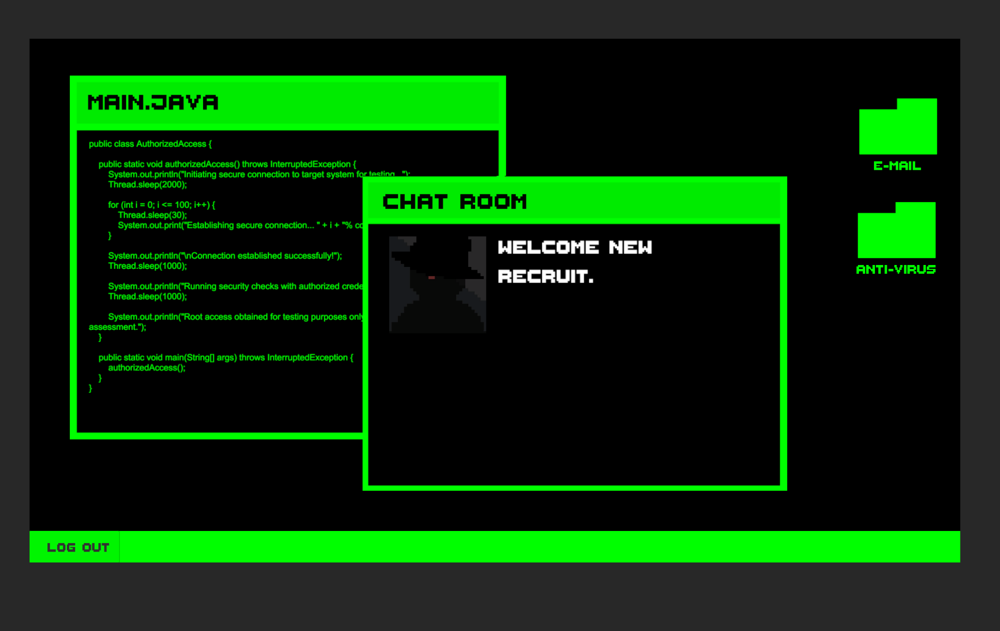 MAIN.JAVA
public class AuthorizedAccess {
public static void authorizedAccess() throws InterruptedException {
System.out.println("Initiating secure connection to target system for testing...");
Thread.sleep(2000);
for (int i = 0; i <= 100; i++) {
Thread.sleep(30);
System.out.print("Establishing secure connection... " + i + "% co
}
System.out.println("\nConnection established successfully!");
Thread.sleep(1000);
System.out.println("Running security checks with authorized crede
Thread.sleep(1000);
System.out.println("Root access obtained for testing purposes only
assessment.");
}
public static void main(String[] args) throws InterruptedException {
authorizedAccess();
}
}
CHAT ROOM
WELCOME NEW
RECRUIT.
E-MAIL
ANTI-VIRUS
LOG OUT